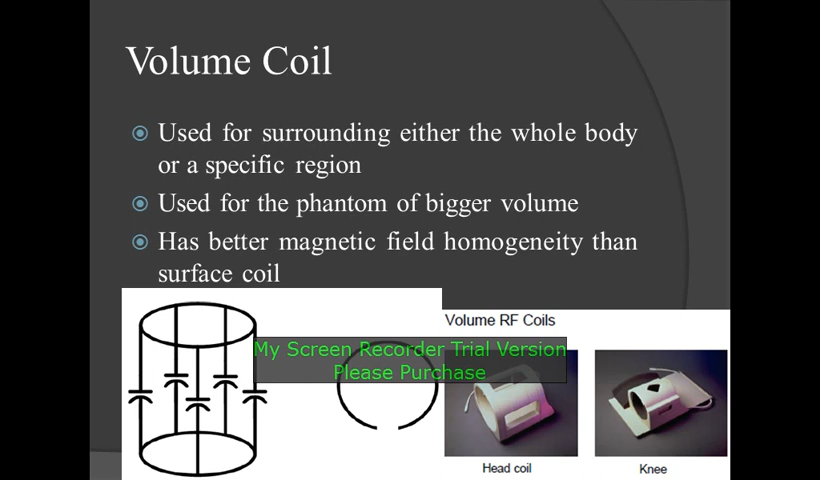 Volume Coil
Used for surrounding either the whole body
or a specific region
Used for the phantom of bigger volume
Has better magnetic field homogeneity than
surface coil
Volume RF Coils
My Screen Recorder Trial Version
Please Purchase
Head coil
Knee